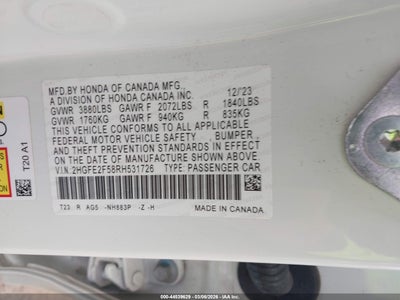 MFD.BY HONDA OF CANADA MFG.
A DIVISION OF HONDA CANADA INC. 12/23
GVWR 3880LBS GAWR F 2072LBS R 1840LBS
GVWR 1760KG GAWR F 940KG R 835KG
THIS VEHICLE CONFORMS TO ALL APPLICABLE
FEDERAL MOTOR VEHICLE SAFETY , BUMPER ,
AND THEFT PREVENTION STANDARDS IN EFFECT ON
THE DATE OF MANUFACTURE SHOWN ABOVE.
V.I.N. 2HGFE2F58RH531726 TYPE: PASSENGER CAR
T23 R AG5 -NH883P -Z -H
MADE IN CANADA
T20 A1
000-44639629 - 03/06/2026 - IAA Inc.